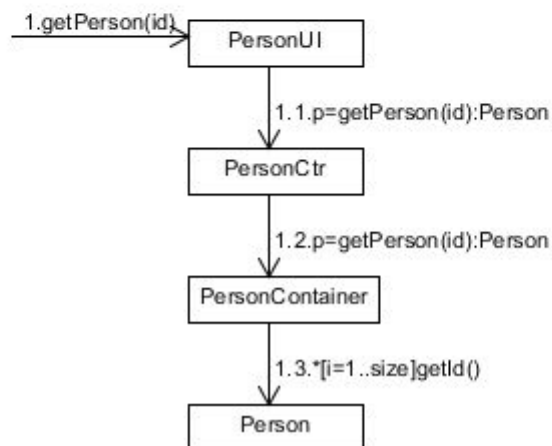 1.getPerson(id)
PersonUI
1.1.p=getPerson(id):Person
PersonCtr
1.2.p=getPerson(id):Person
PersonContainer
1.3.*[i=1..size]getId()
Person